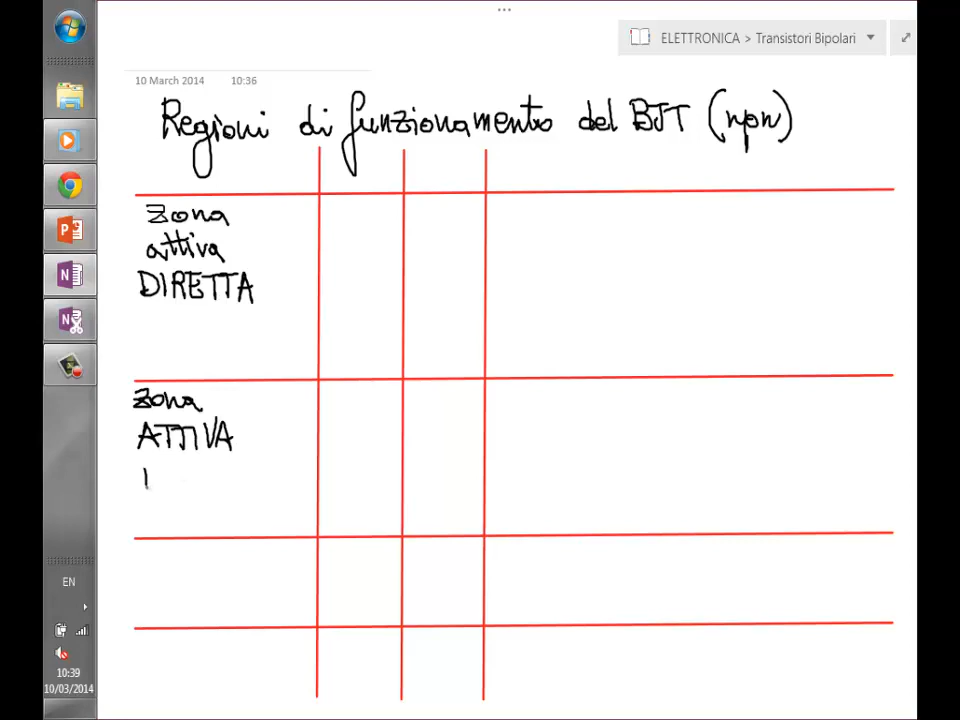 ...
ELETTRONICA > Transistori Bipolari
10 March 2014 10:36
Regioni di funzionamento del BJT (npn)
Zona
attiva
DIRETTA
Zona
ATTIVA
I
EN
10:39
10/03/2014